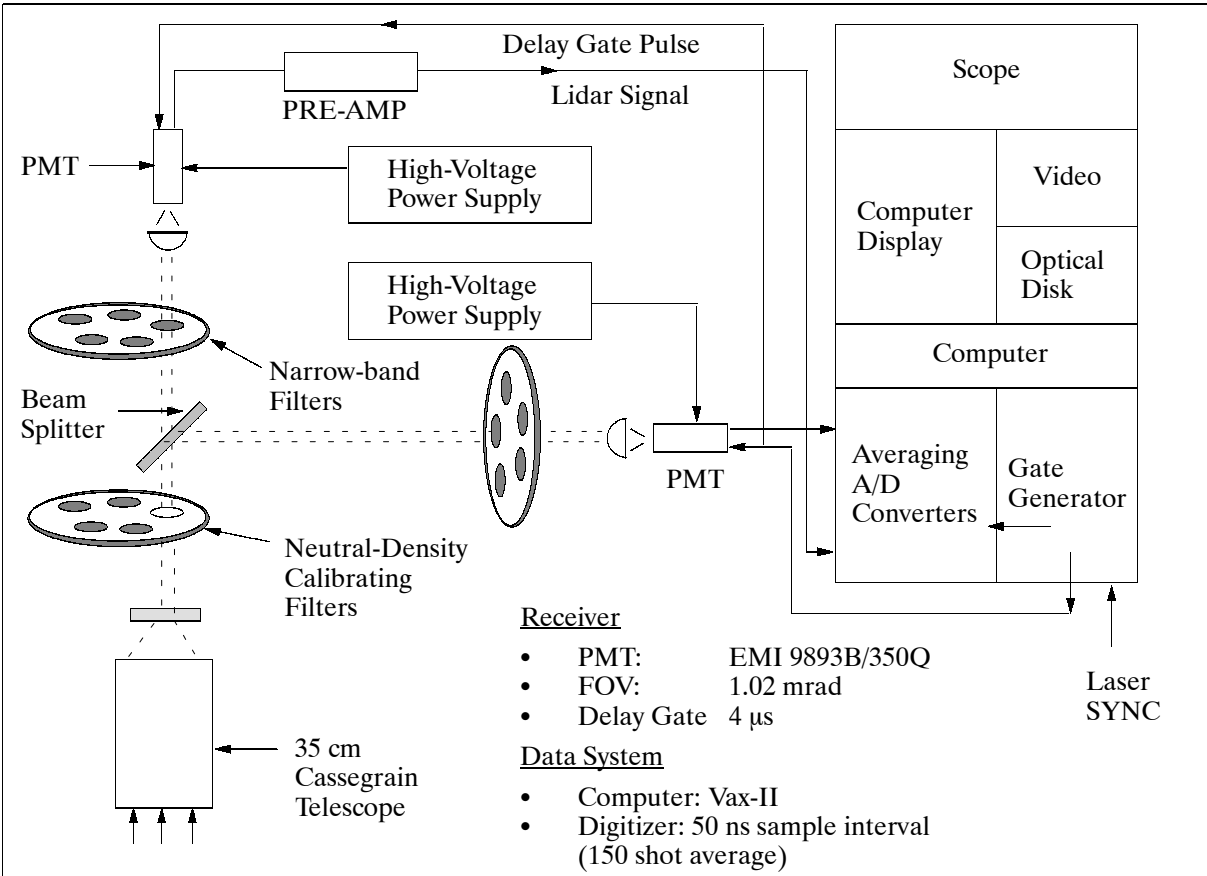 Delay Gate Pulse
Lidar Signal
PRE-AMP
PMT
High-Voltage
Power Supply
High-Voltage
Power Supply
Narrow-band
Filters
Beam
Splitter
PMT
Neutral-Density
Calibrating
Filters
35 cm
Cassegrain
Telescope
Scope
Computer
Display
Video
Optical
Disk
Computer
Averaging
A/D
Converters
Gate
Generator
Laser
SYNC
Receiver
• PMT: EMI 9893B/350Q
• FOV: 1.02 mrad
• Delay Gate 4 µs
Data System
• Computer: Vax-II
• Digitizer: 50 ns sample interval
(150 shot average)